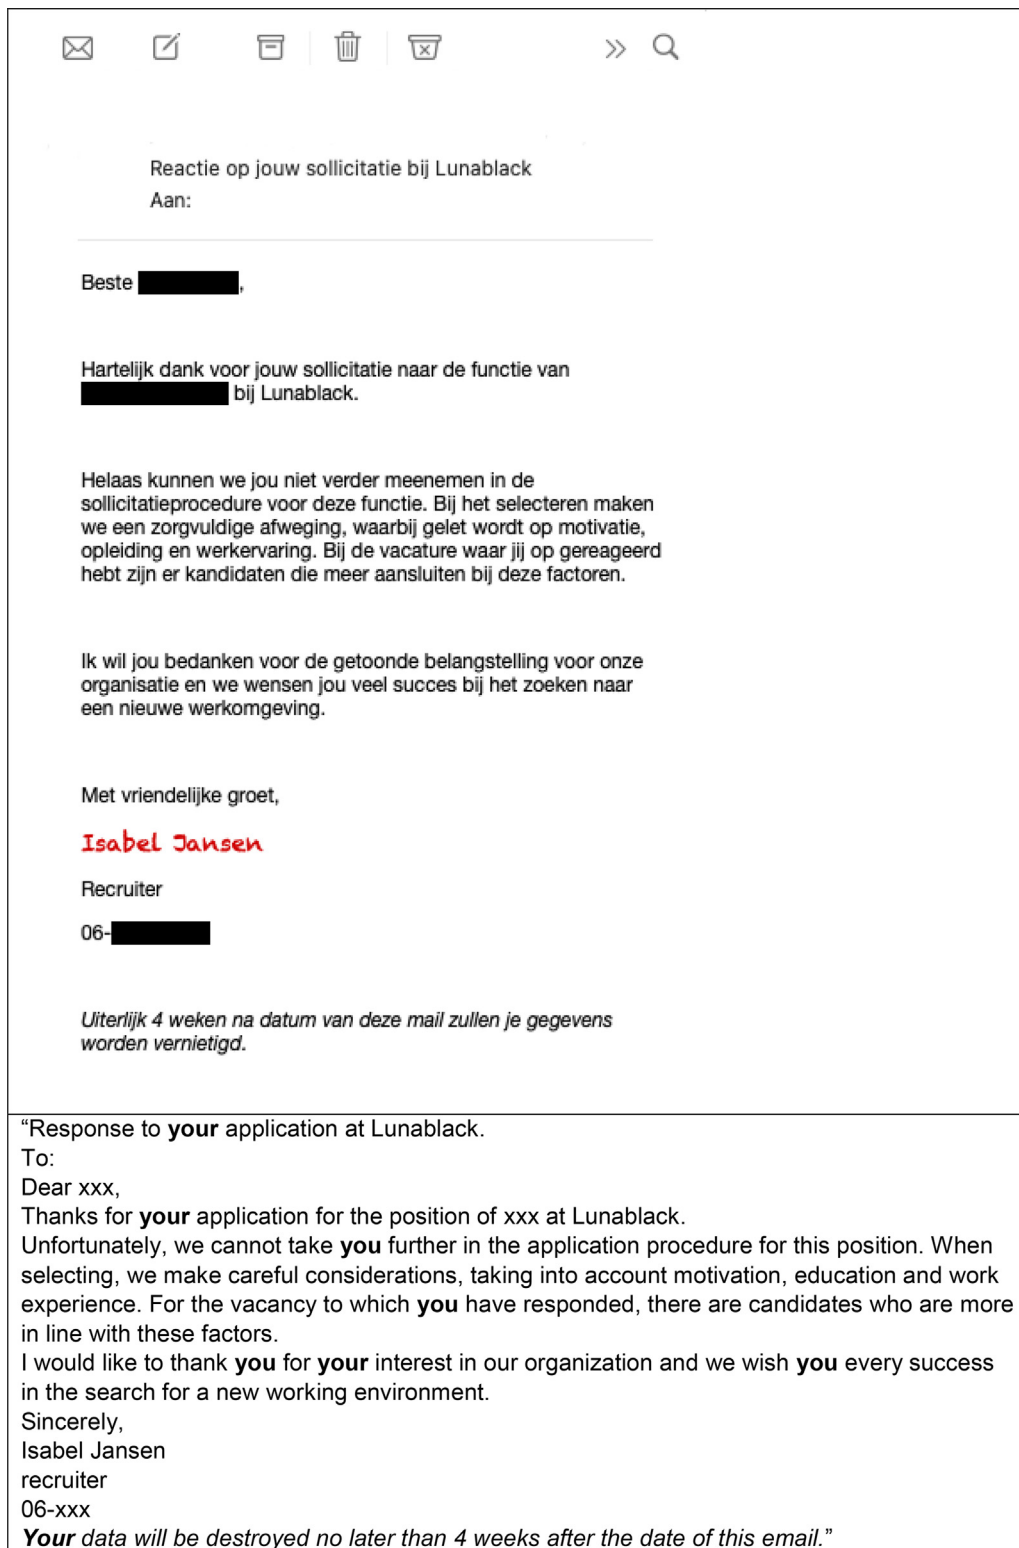 Reactie op jouw sollicitatie bij Lunablack
Aan:
Beste ,
Hartelijk dank voor jouw sollicitatie naar de functie van
bij Lunablack.
Helaas kunnen we jou niet verder meenemen in de
sollicitatieprocedure voor deze functie. Bij het selecteren maken
we een zorgvuldige afweging, waarbij gelet wordt op motivatie,
opleiding en werkervaring. Bij de vacature waar jij op gereageerd
hebt zijn er kandidaten die meer aansluiten bij deze factoren.
Ik wil jou bedanken voor de getoonde belangstelling voor onze
organisatie en we wensen jou veel succes bij het zoeken naar
een nieuwe werkomgeving.
Met vriendelijke groet,
Isabel Jansen
Recruiter
06-
Uiterlijk 4 weken na datum van deze mail zullen je gegevens
worden vernietigd.
“Response to your application at Lunablack.
To:
Dear xxx,
Thanks for your application for the position of xxx at Lunablack.
Unfortunately, we cannot take you further in the application procedure for this position. When
selecting, we make careful considerations, taking into account motivation, education and work
experience. For the vacancy to which you have responded, there are candidates who are more
in line with these factors.
I would like to thank you for your interest in our organization and we wish you every success
in the search for a new working environment.
Sincerely,
Isabel Jansen
recruiter
06-xxx
Your data will be destroyed no later than 4 weeks after the date of this email.”